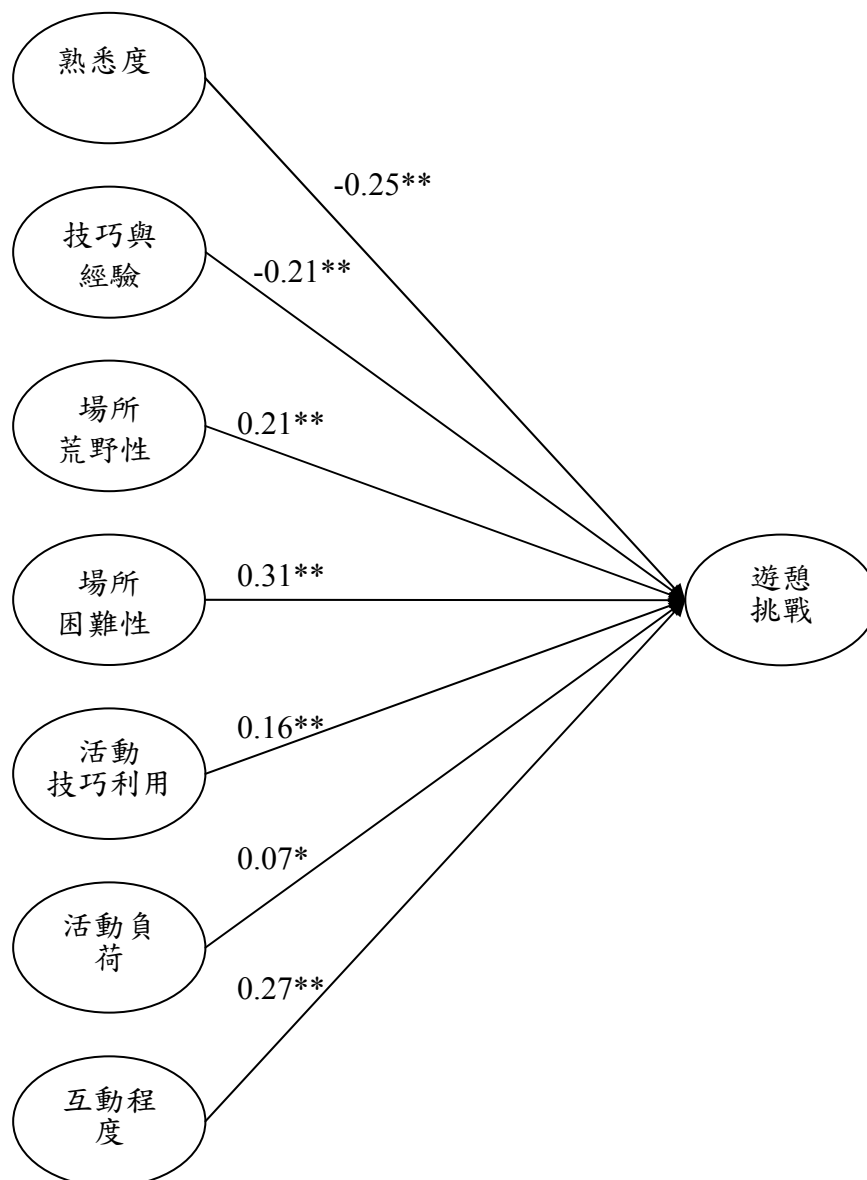 熟悉度
-0.25**
技巧與
經驗
-0.21**
場所
荒野性
0.21**
場所
困難性
0.31**
遊憩
挑戰
活動
技巧利用
0.16**
活動負
荷
0.07*
互動程
度
0.27**